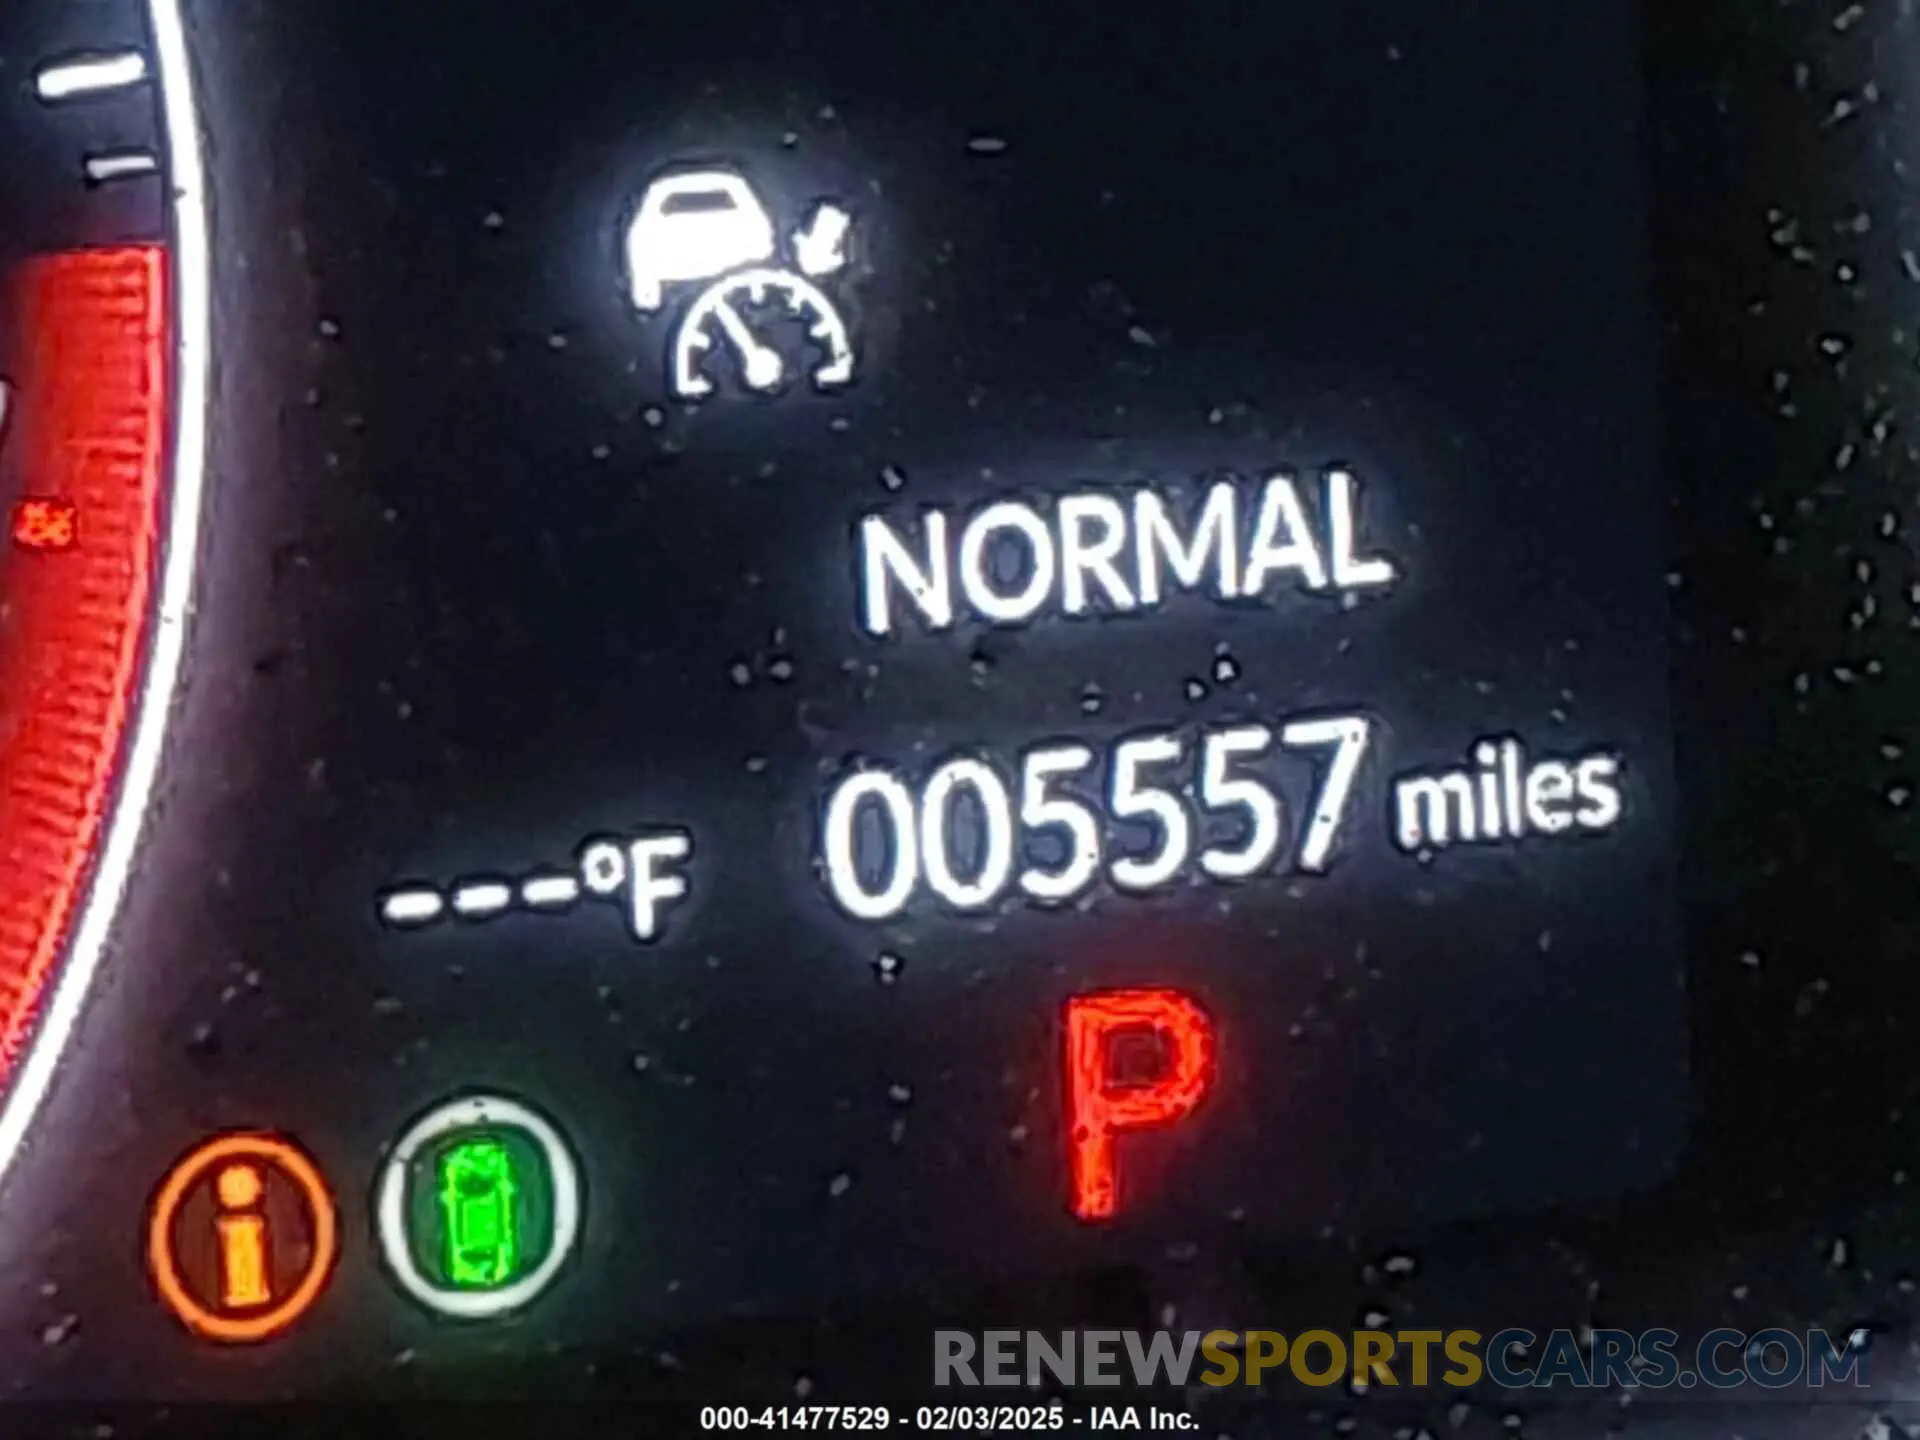 NORMAL
005557 miles
---°F
P
i
RENEWSPORTSCARS.COM
000-41477529 - 02/03/2025 - IAA Inc.